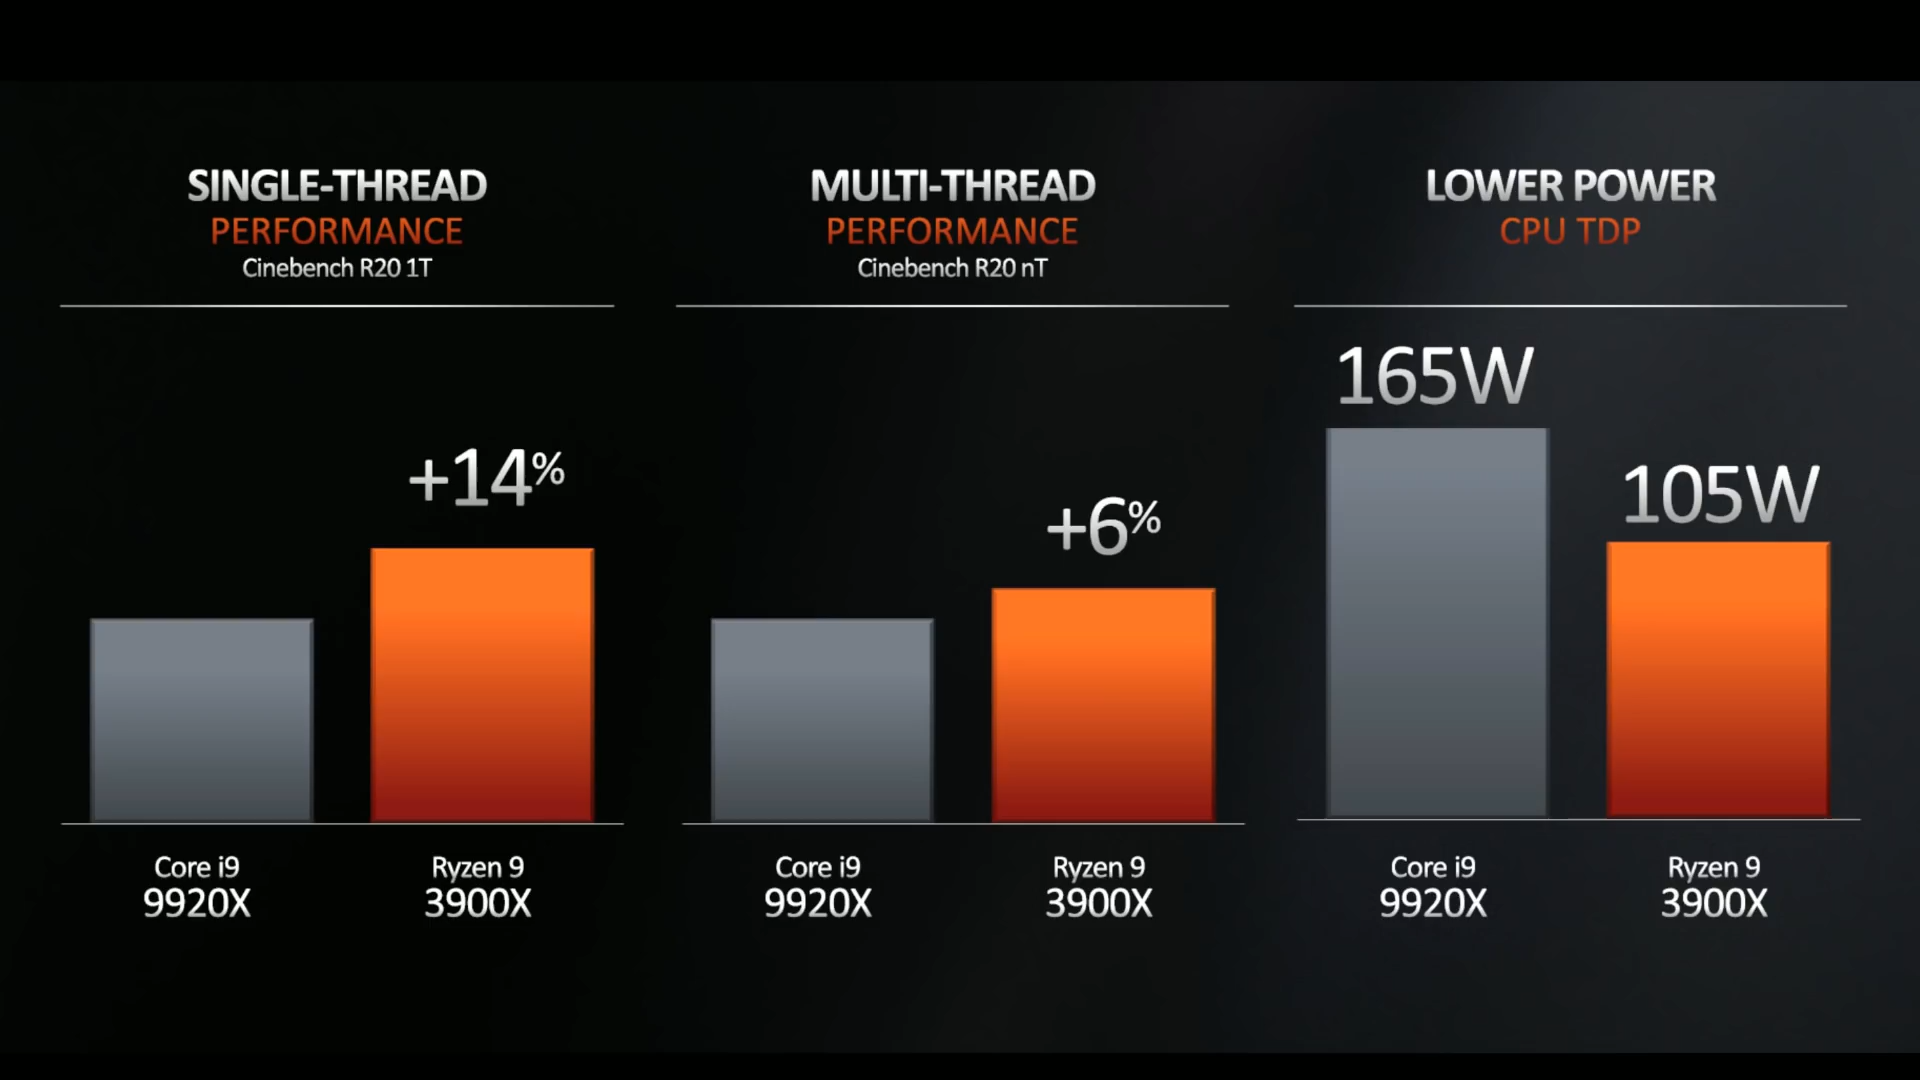 SINGLE-THREAD
PERFORMANCE
Cinebench R20 1T
+14%
Core i9
9920X
Ryzen 9
3900X
MULTI-THREAD
PERFORMANCE
Cinebench R20 nT
+6%
Core i9
9920X
Ryzen 9
3900X
LOWER POWER
CPU TDP
165W
105W
Core i9
9920X
Ryzen 9
3900X